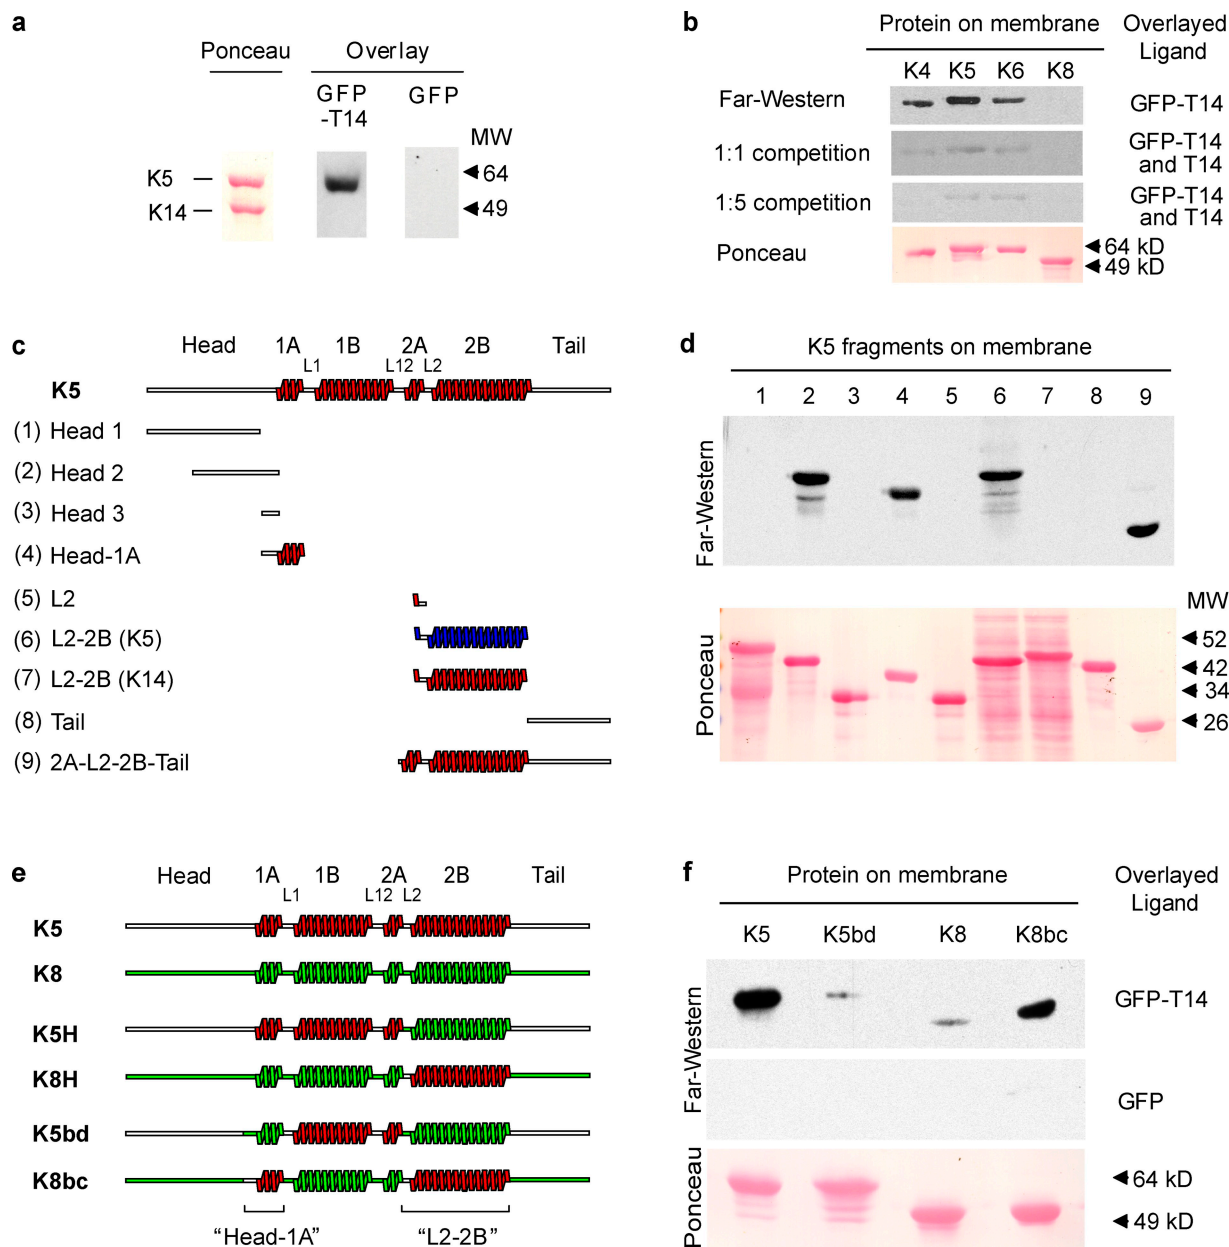 a
Ponceau
Overlay
GFP
-T14
GFP
MW
K5
K14
64
49
b
Protein on membrane
Overlayed
Ligand
K4 K5 K6 K8
Far-Western
GFP-T14
1:1 competition
GFP-T14
and T14
1:5 competition
GFP-T14
and T14
Ponceau
64 kD
49 kD
c
Head 1A 1B 2A 2B Tail
L1 L12 L2
K5
(1) Head 1
(2) Head 2
(3) Head 3
(4) Head-1A
(5) L2
(6) L2-2B (K5)
(7) L2-2B (K14)
(8) Tail
(9) 2A-L2-2B-Tail
d
K5 fragments on membrane
1 2 3 4 5 6 7 8 9
Far-Western
Ponceau
MW
52
42
34
26
e
Head 1A 1B 2A 2B Tail
L1 L12 L2
K5
K8
K5H
K8H
K5bd
K8bc
“Head-1A” “L2-2B”
f
Protein on membrane
Overlayed
Ligand
K5 K5bd K8 K8bc
Far-Western
GFP-T14
GFP
Ponceau
64 kD
49 kD